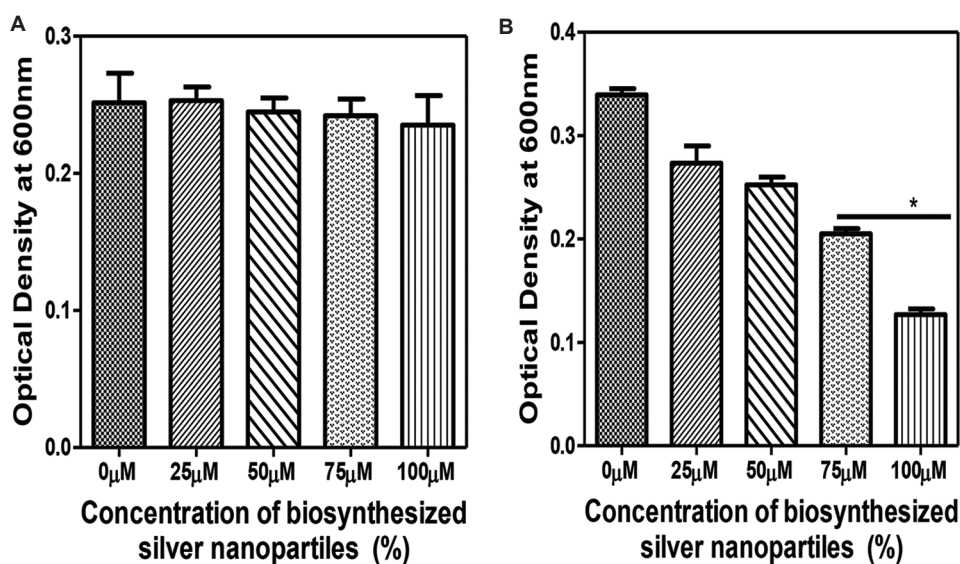 A
Optical Density at 600nm
0.3
0.2
0.1
0.0
0μM
25μM
50μM
75μM
100μM
Concentration of biosynthesized
silver nanopartiles (%)
B
Optical Density at 600nm
0.4
0.3
0.2
0.1
0.0
*
0μM
25μM
50μM
75μM
100μM
Concentration of biosynthesized
silver nanopartiles (%)